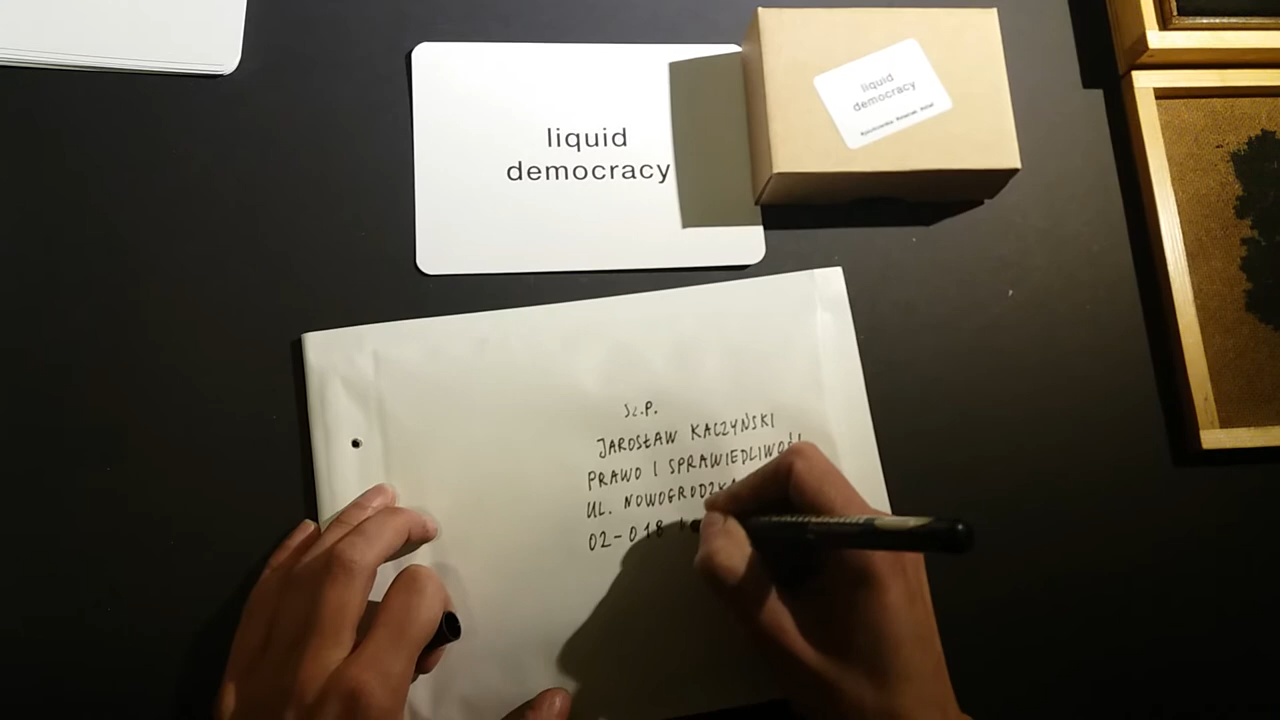 liquid
democracy
liquid
democracy
Sz.P.
JAROSŁAW KACZYŃSKI
PRAWO I SPRAWIEDLIWOŚĆ
UL. NOWOGRODZKA
02-018